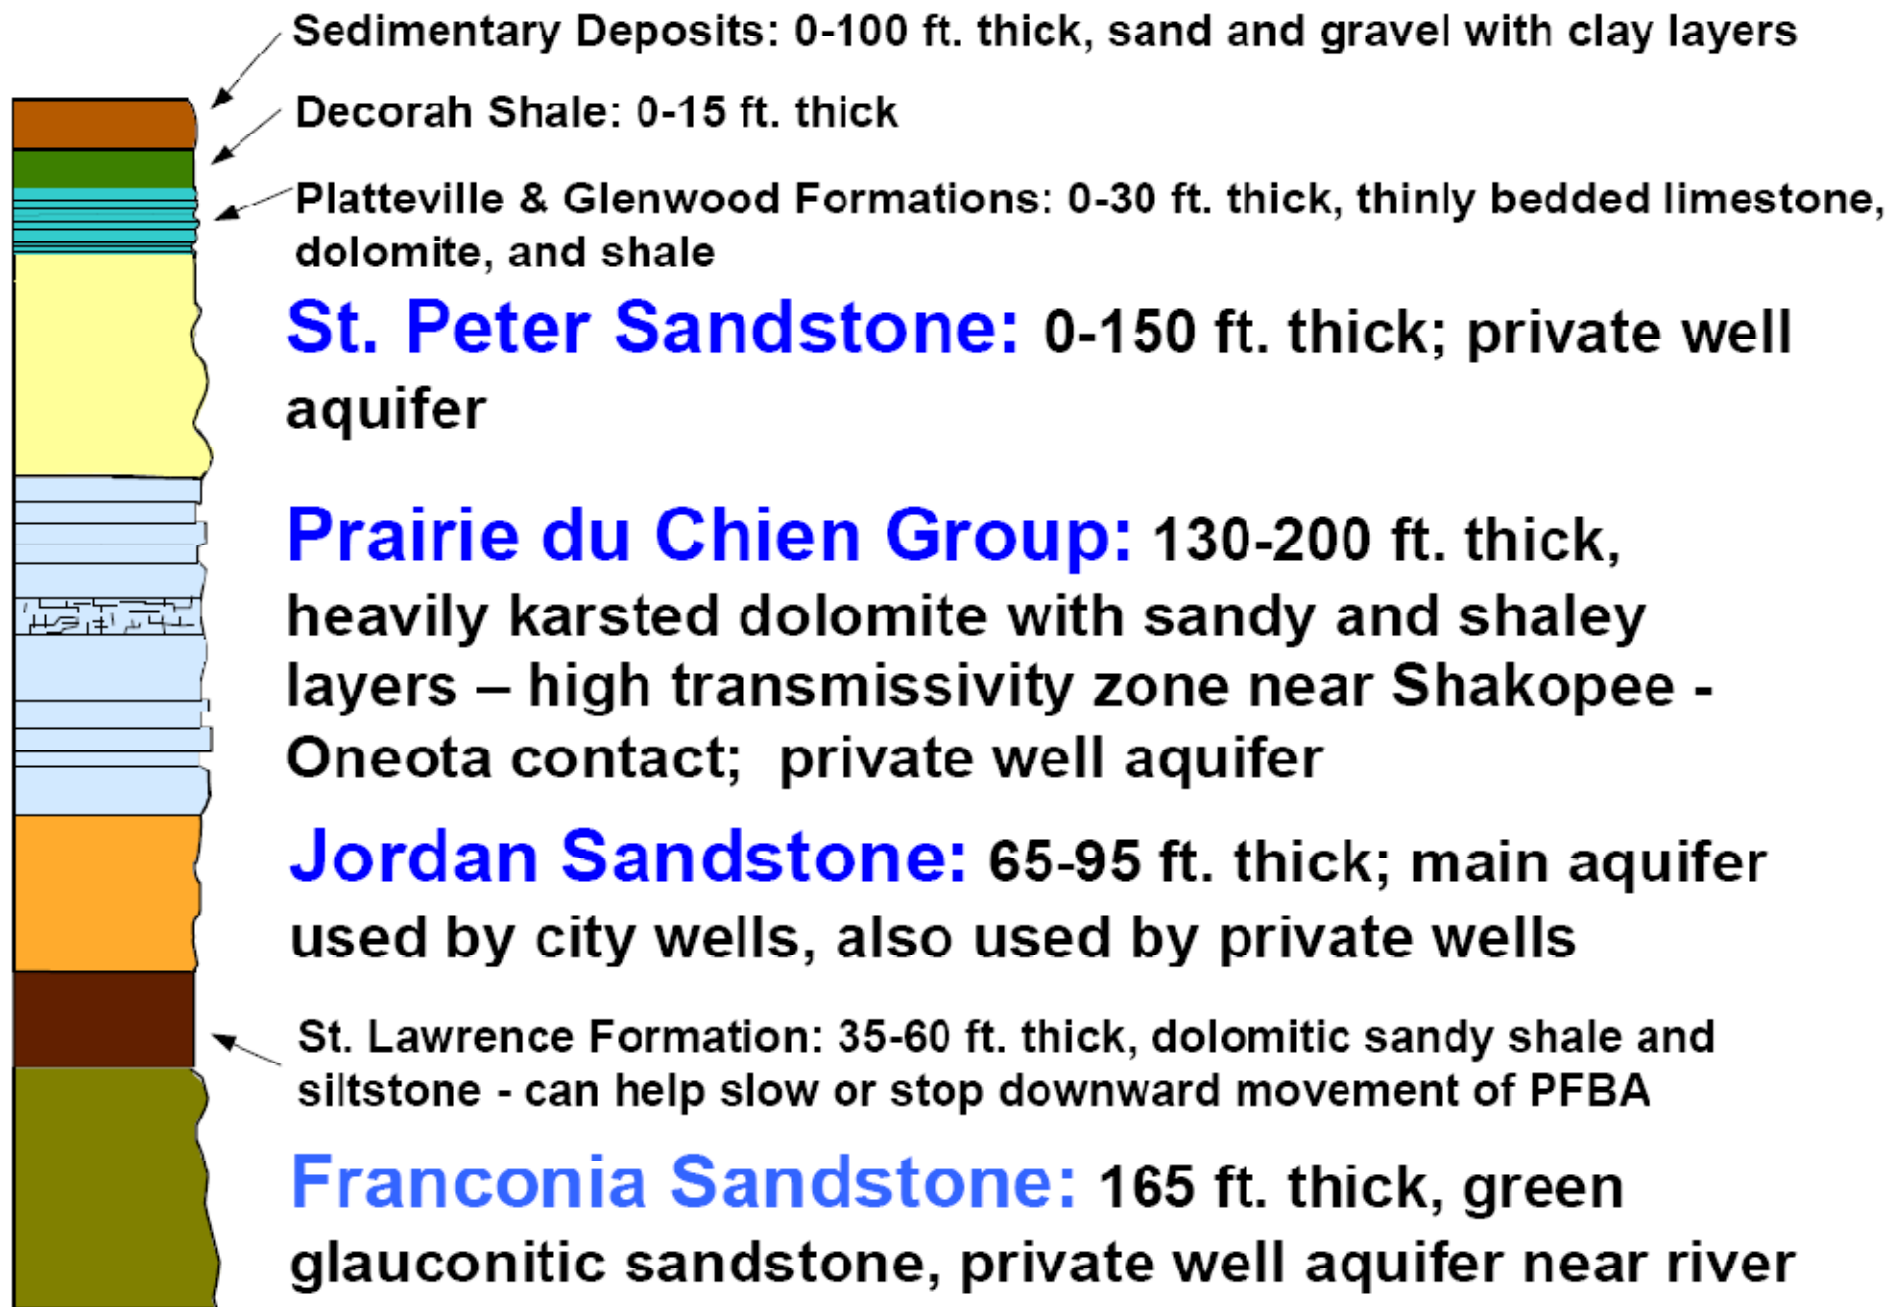 Sedimentary Deposits: 0-100 ft. thick, sand and gravel with clay layers
Decorah Shale: 0-15 ft. thick
Platteville & Glenwood Formations: 0-30 ft. thick, thinly bedded limestone,
dolomite, and shale
St. Peter Sandstone: 0-150 ft. thick; private well
aquifer
Prairie du Chien Group: 130-200 ft. thick,
heavily karsted dolomite with sandy and shaley
layers – high transmissivity zone near Shakopee -
Oneota contact; private well aquifer
Jordan Sandstone: 65-95 ft. thick; main aquifer
used by city wells, also used by private wells
St. Lawrence Formation: 35-60 ft. thick, dolomitic sandy shale and
siltstone - can help slow or stop downward movement of PFBA
Franconia Sandstone: 165 ft. thick, green
glauconitic sandstone, private well aquifer near river